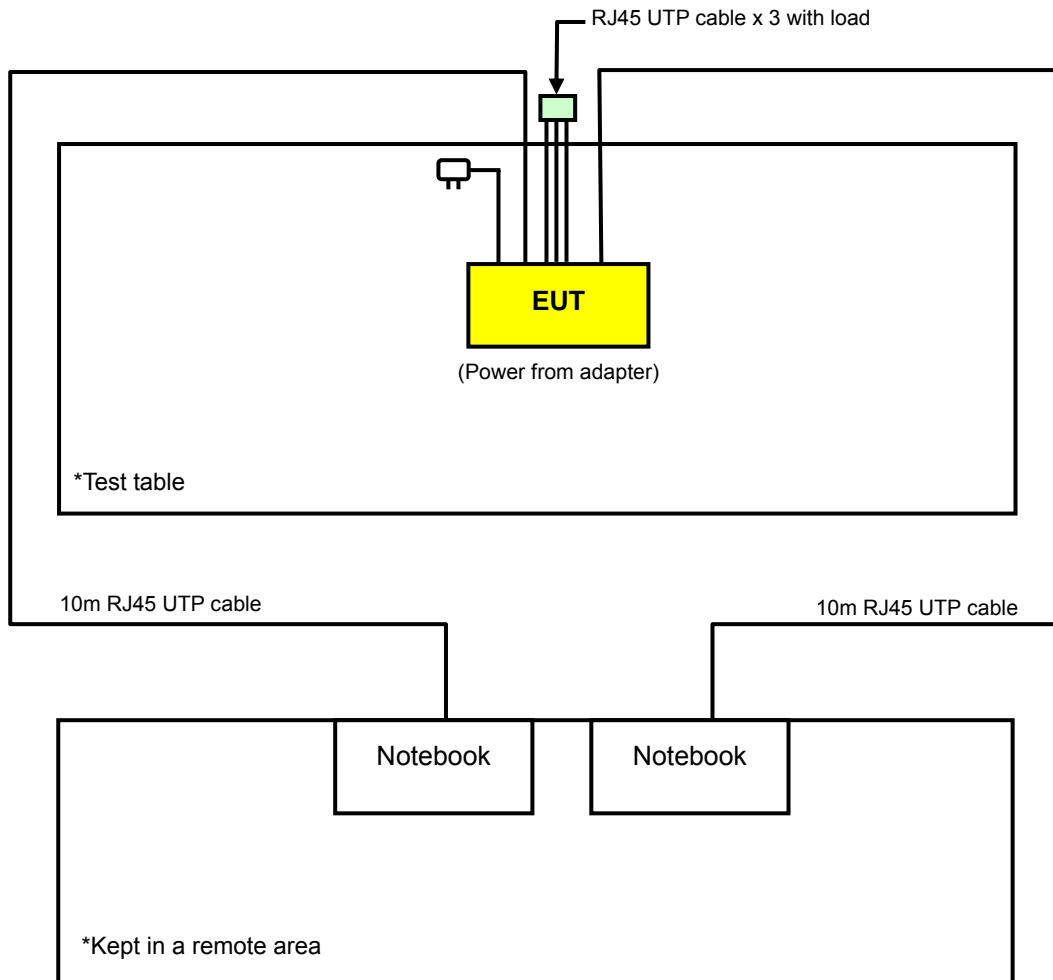 RJ45 UTP cable x 3 with load
EUT
(Power from adapter)
*Test table
10m RJ45 UTP cable
10m RJ45 UTP cable
Notebook
Notebook
*Kept in a remote area